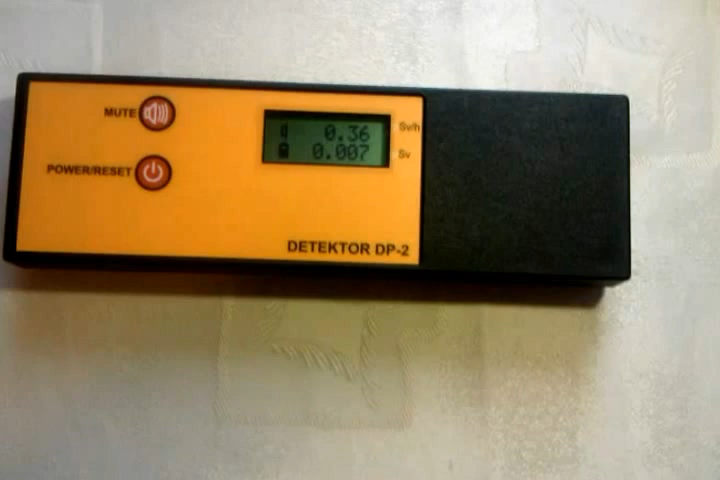 MUTE
0.36 Sv/h
0.007 Sv
POWER/RESET
DETEKTOR DP-2